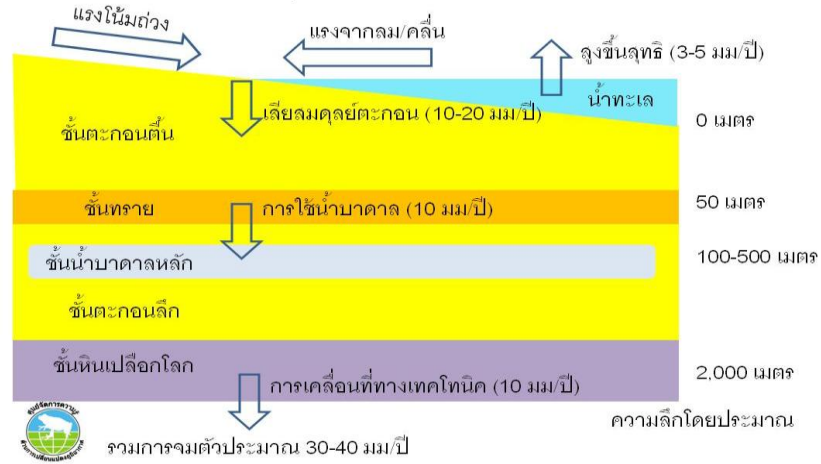 แรงโน้มถ่วง
แรงจากลม/คลื่น
สูงขึ้นสุทธิ (3-5 มม/ปี)
น้ำทะเล
เสียสมดุลย์ตะกอน (10-20 มม/ปี)
0 เมตร
ชั้นตะกอนตื้น
ชั้นทราย
การใช้น้ำบาดาล (10 มม/ปี)
50 เมตร
ชั้นน้ำบาดาลหลัก
100-500 เมตร
ชั้นตะกอนลึก
ชั้นหินเปลือกโลก
การเคลื่อนที่ทางเทคโทนิค (10 มม/ปี)
2,000 เมตร
ความลึกโดยประมาณ
รวมการจมตัวประมาณ 30-40 มม/ปี